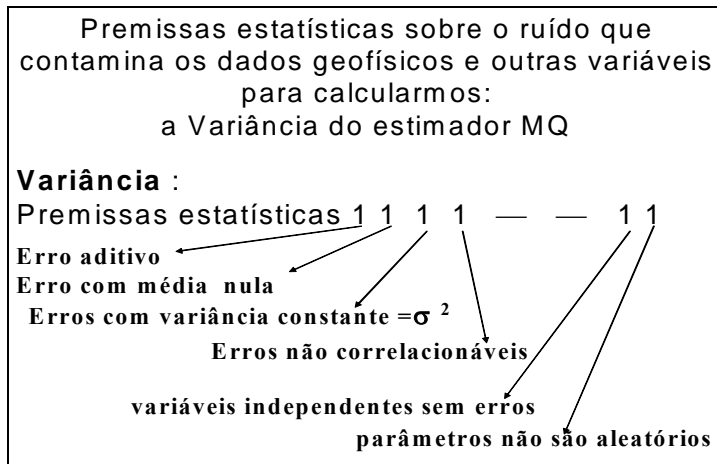 Premissas estatísticas sobre o ruído que
contamina os dados geofísicos e outras variáveis
para calcularmos:
a Variância do estimador MQ
Variância :
Premissas estatísticas 1 1 1 1 — — 1 1
Erro aditivo
Erro com média nula
Erros com variância constante =σ ²
Erros não correlacionáveis
variáveis independentes sem erros
parâmetros não são aleatórios